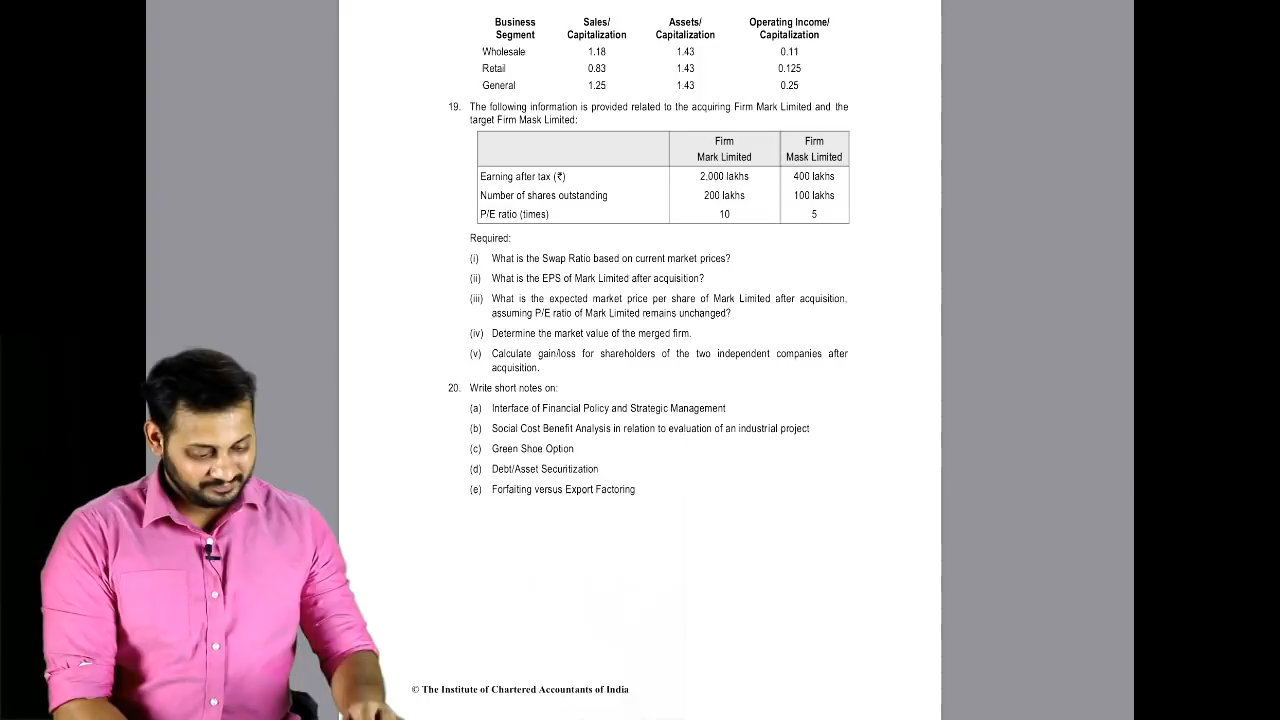 Business Sales/ Assets/ Operating Income/
Segment Capitalization Capitalization Capitalization
Wholesale 1.18 1.43 0.11
Retail 0.83 1.43 0.125
General 1.25 1.43 0.25
19. The following information is provided related to the acquiring Firm Mark Limited and the
target Firm Mask Limited:
Firm Firm
Mark Limited Mask Limited
Earning after tax (₹) 2,000 lakhs 400 lakhs
Number of shares outstanding 200 lakhs 100 lakhs
P/E ratio (times) 10 5
Required:
(i) What is the Swap Ratio based on current market prices?
(ii) What is the EPS of Mark Limited after acquisition?
(iii) What is the expected market price per share of Mark Limited after acquisition,
assuming P/E ratio of Mark Limited remains unchanged?
(iv) Determine the market value of the merged firm.
(v) Calculate gain/loss for shareholders of the two independent companies after
acquisition.
20. Write short notes on:
(a) Interface of Financial Policy and Strategic Management
(b) Social Cost Benefit Analysis in relation to evaluation of an industrial project
(c) Green Shoe Option
(d) Debt/Asset Securitization
(e) Forfaiting versus Export Factoring
© The Institute of Chartered Accountants of India